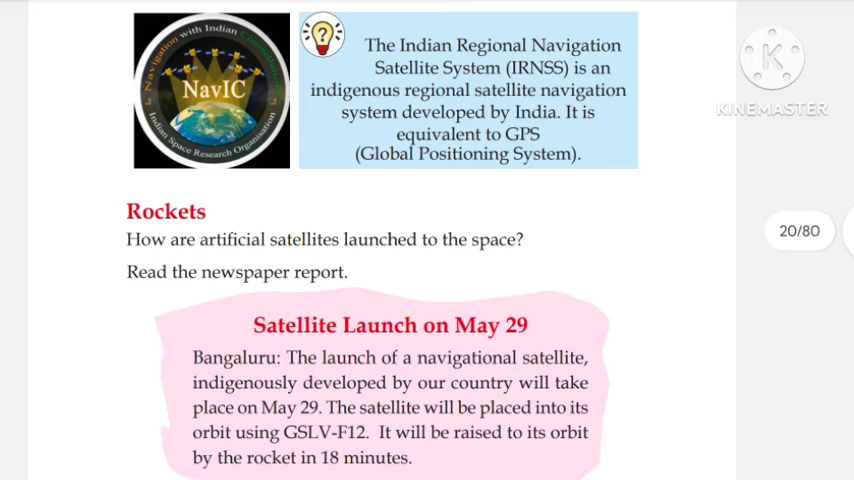 Navigation with Indian Constellation
NavIC
Indian Space Research Organisation
?
The Indian Regional Navigation
Satellite System (IRNSS) is an
indigenous regional satellite navigation
system developed by India. It is
equivalent to GPS
(Global Positioning System).
K
KINEMASTER
Rockets
How are artificial satellites launched to the space?
20/80
Read the newspaper report.
Satellite Launch on May 29
Bangaluru: The launch of a navigational satellite,
indigenously developed by our country will take
place on May 29. The satellite will be placed into its
orbit using GSLV-F12. It will be raised to its orbit
by the rocket in 18 minutes.